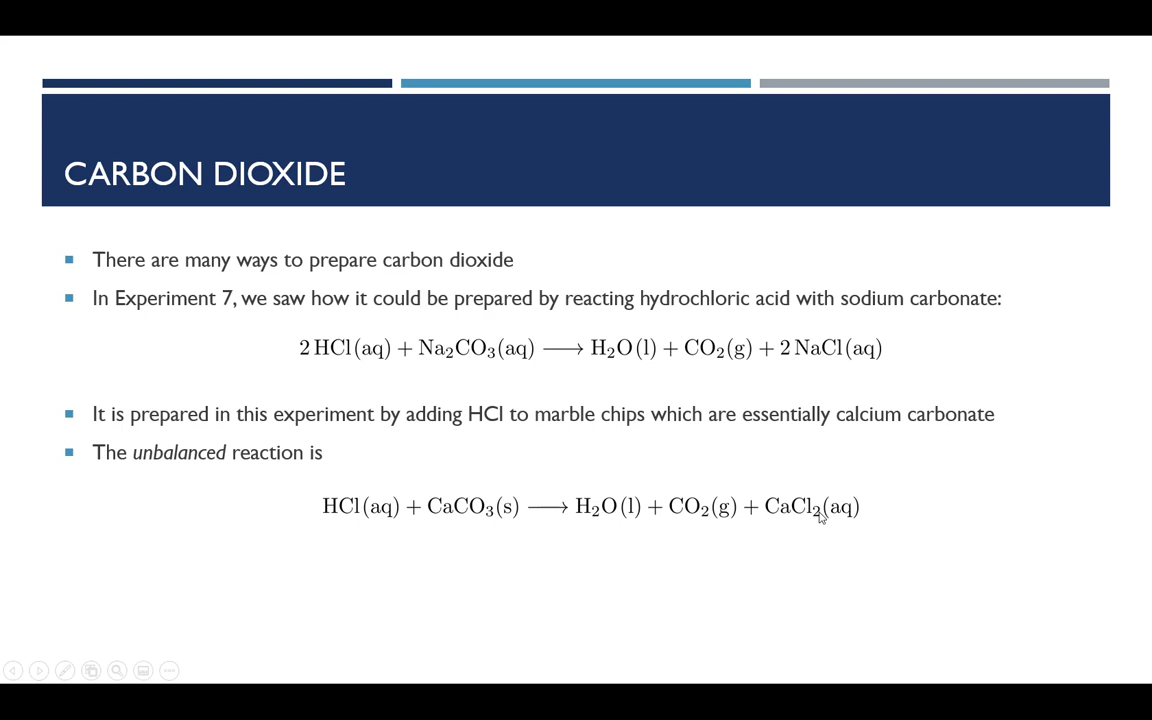 CARBON DIOXIDE
There are many ways to prepare carbon dioxide
In Experiment 7, we saw how it could be prepared by reacting hydrochloric acid with sodium carbonate:
2 HCl(aq) + Na₂CO₃(aq) ⟶ H₂O(l) + CO₂(g) + 2 NaCl(aq)
It is prepared in this experiment by adding HCl to marble chips which are essentially calcium carbonate
The unbalanced reaction is
HCl(aq) + CaCO₃(s) ⟶ H₂O(l) + CO₂(g) + CaCl₂(aq)